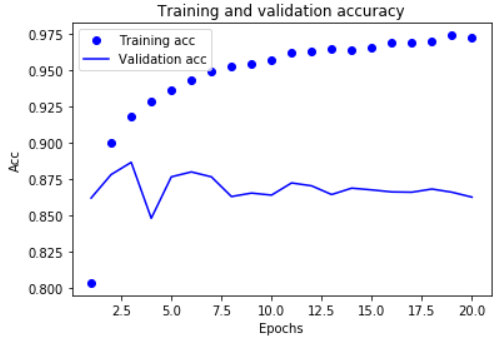 Training and validation accuracy
Training acc
Validation acc
Acc
0.975
0.950
0.925
0.900
0.875
0.850
0.825
0.800
2.5 5.0 7.5 10.0 12.5 15.0 17.5 20.0
Epochs